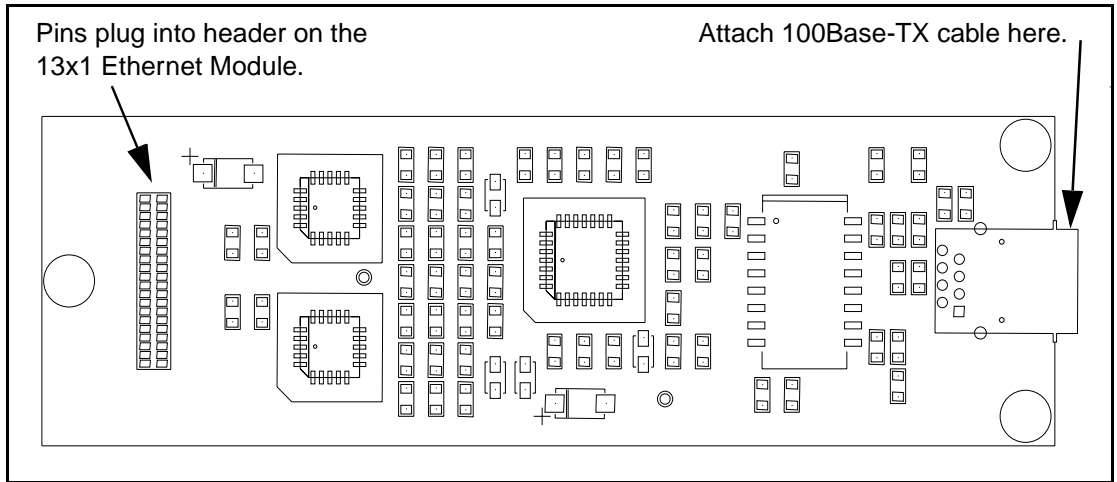 Pins plug into header on the
13x1 Ethernet Module.
Attach 100Base-TX cable here.